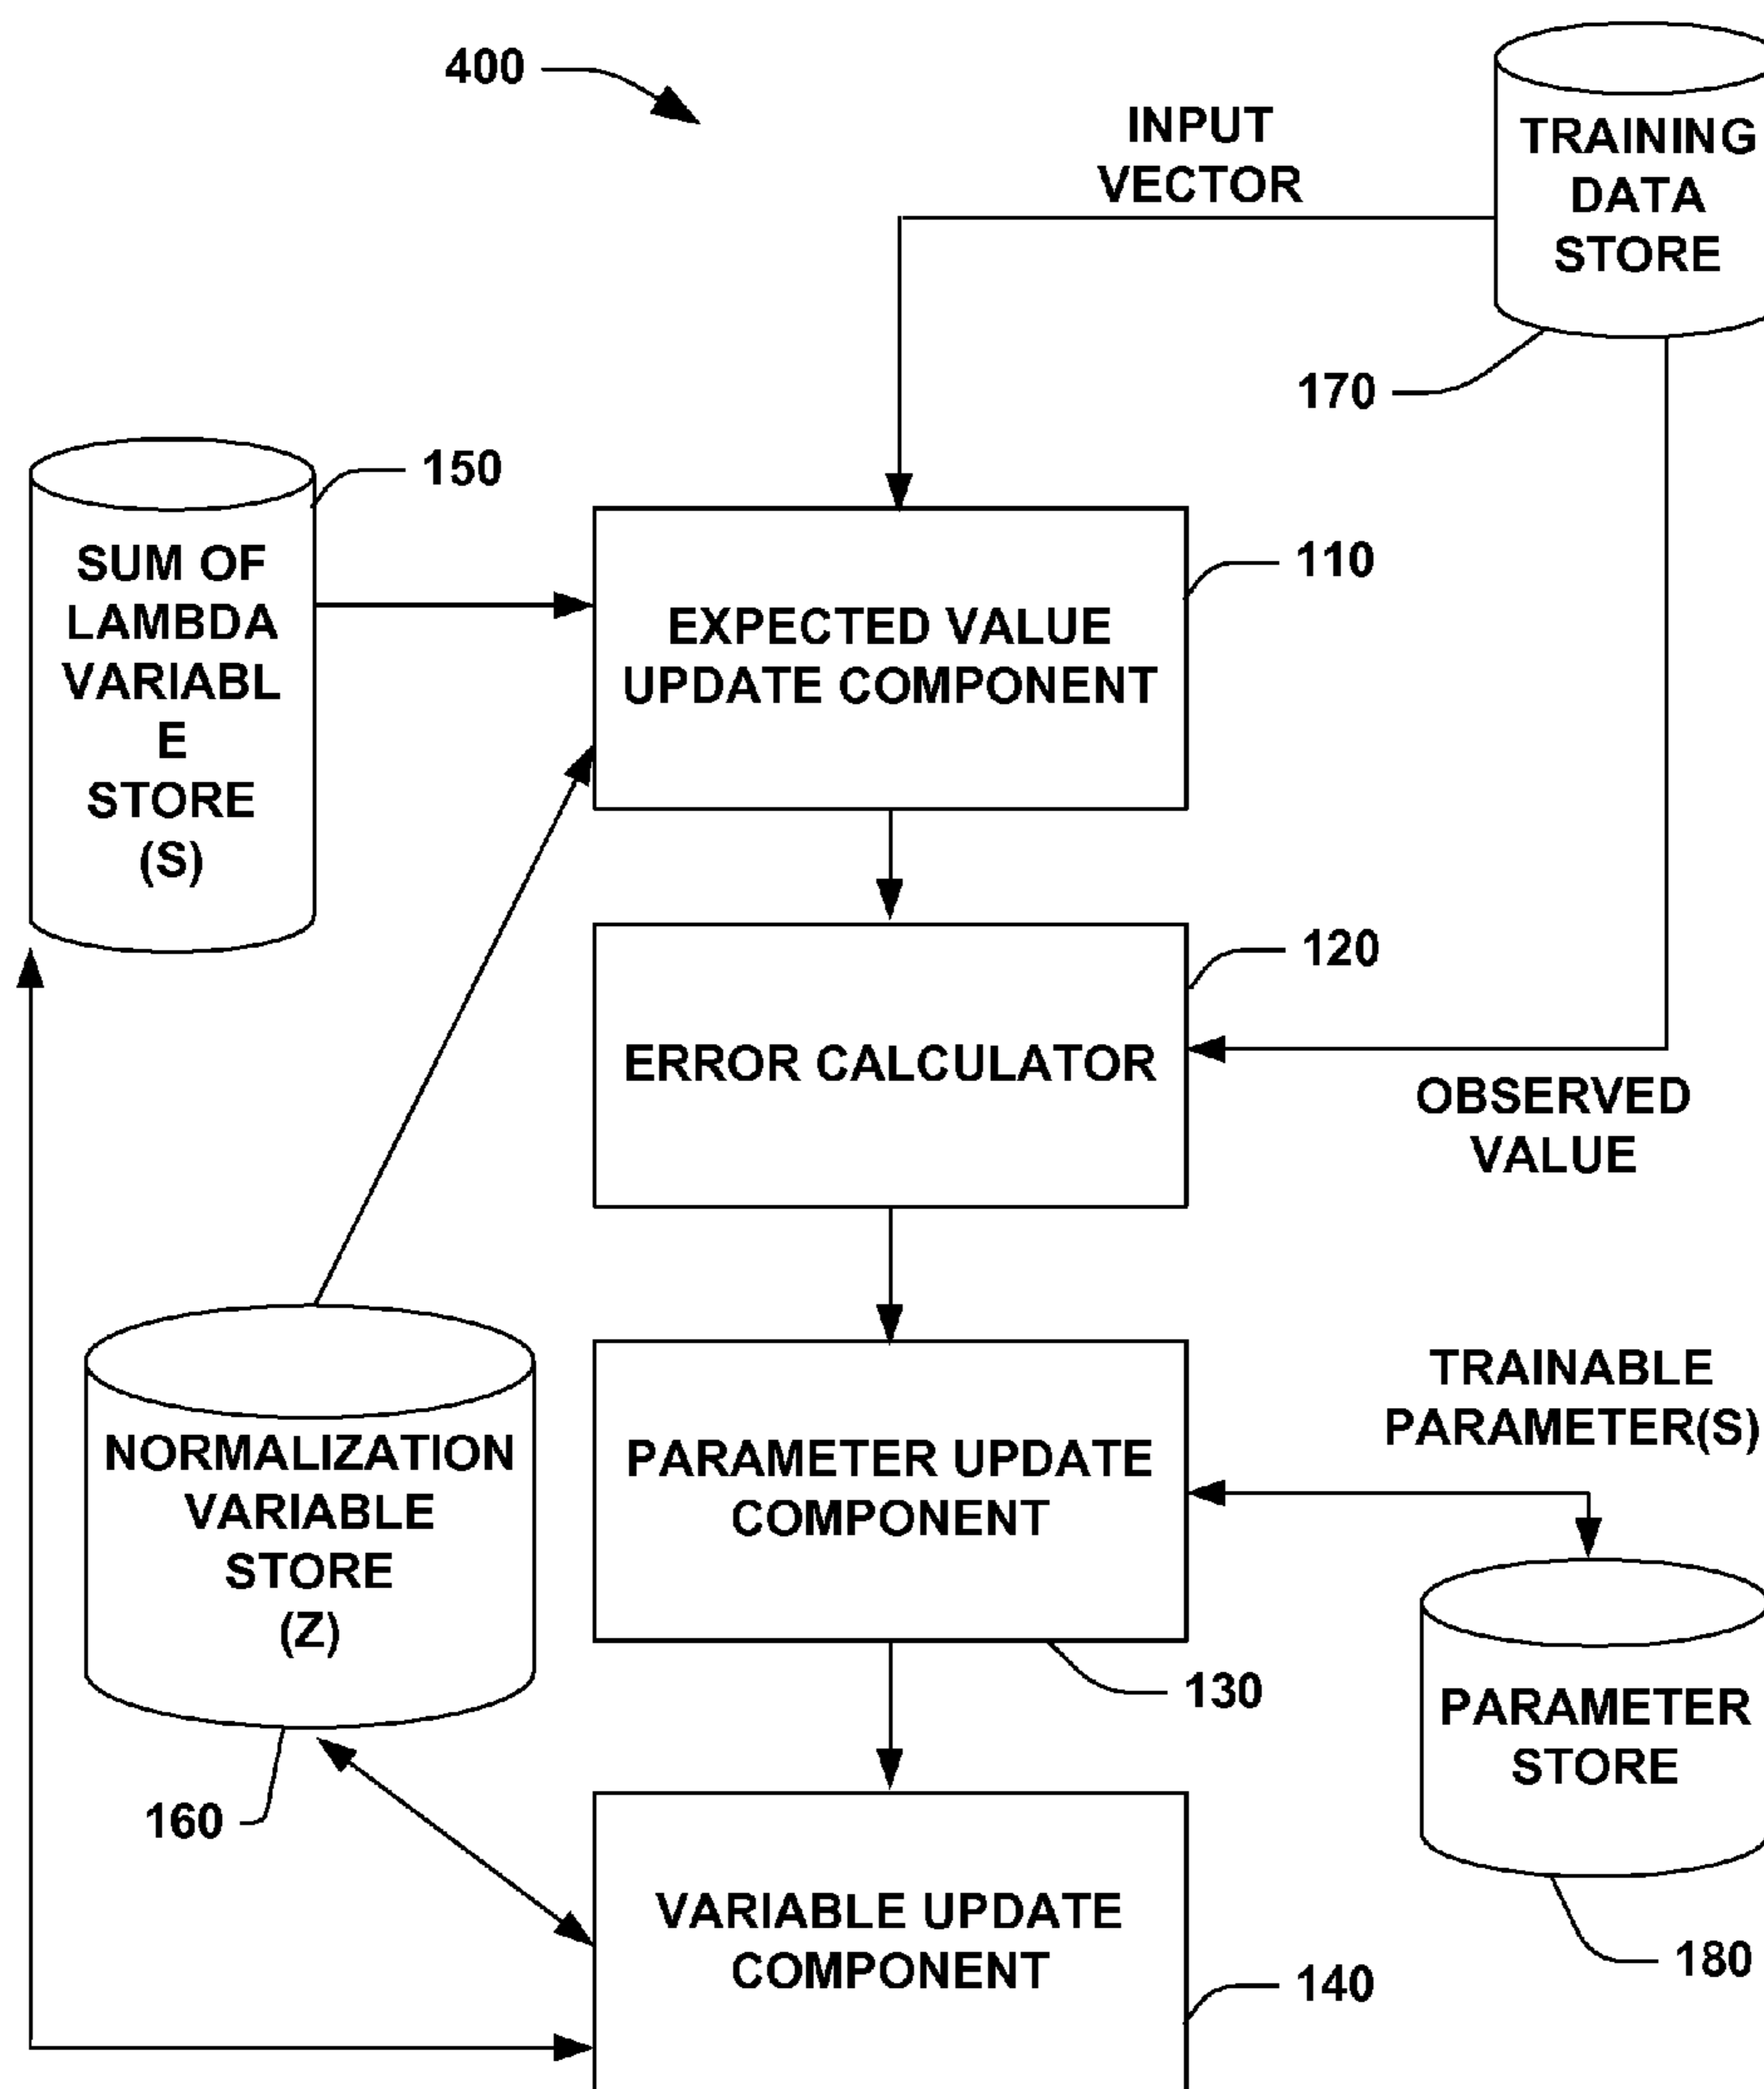 400
INPUT
VECTOR
TRAINING
DATA
STORE
170
150
SUM OF
LAMBDA
VARIABL
E
STORE
(S)
110
EXPECTED VALUE
UPDATE COMPONENT
120
ERROR CALCULATOR
OBSERVED
VALUE
NORMALIZATION
VARIABLE
STORE
(Z)
160
PARAMETER UPDATE
COMPONENT
130
TRAINABLE
PARAMETER(S)
PARAMETER
STORE
180
VARIABLE UPDATE
COMPONENT
140